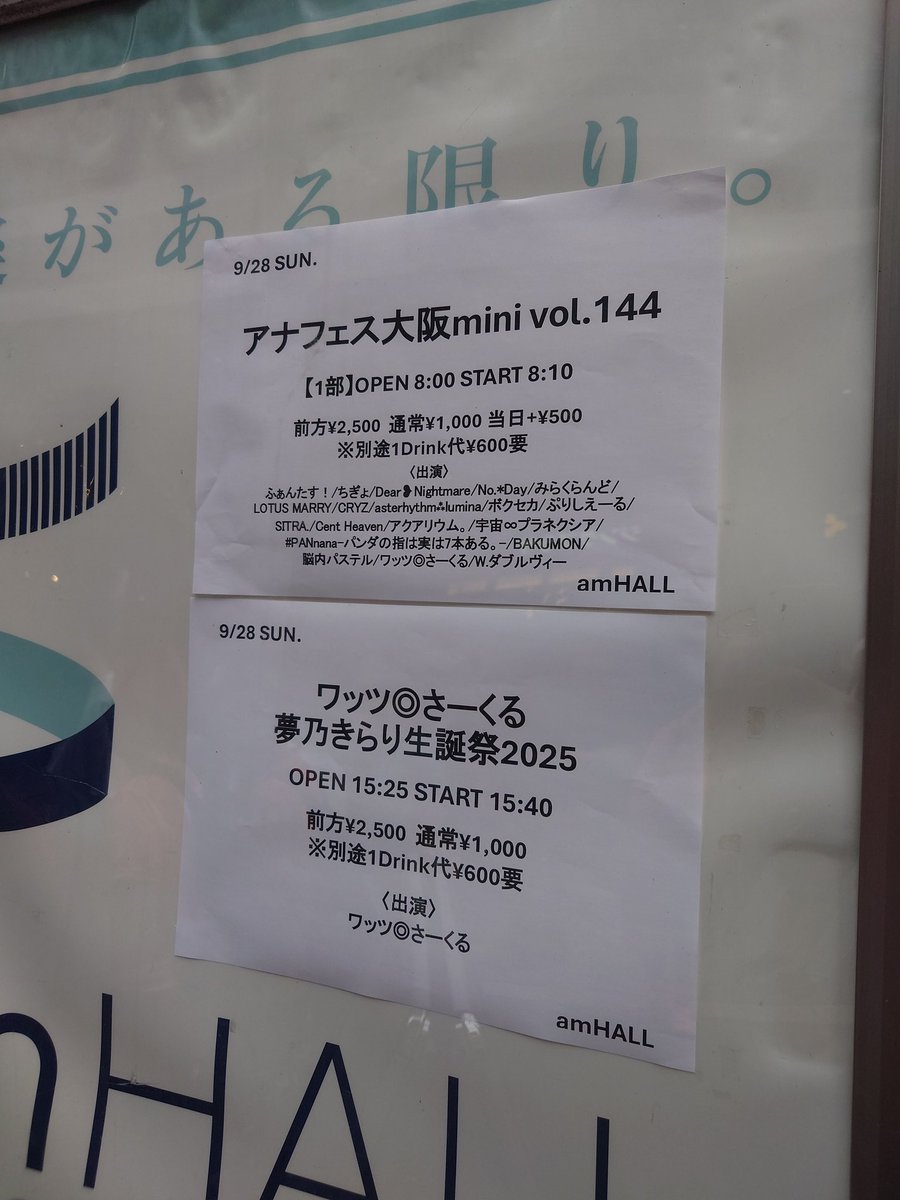 がある限り。
9/28 SUN.
アナフェス大阪mini vol.144
【1部】OPEN 8:00 START 8:10
前方¥2,500 通常¥1,000 当日+¥500
※別途1Drink代¥600要
〈出演〉
ふぁんたす！/ちぎょ/Dear❥Nightmare/No.*Day/みらくらんど/
LOTUS MARRY/CRYZ/asterhythm⁂lumina/ボクセカ/ぷりしえーる/
SITRA./Cent Heaven/アクアリウム。/宇宙∞プラネクシア/
#PANnana-パンダの指は実は7本ある。-/BAKUMON/
脳内パステル/ワッツ◎さーくる/W.ダブルヴィー
amHALL
9/28 SUN.
ワッツ◎さーくる
夢乃きらり生誕祭2025
OPEN 15:25 START 15:40
前方¥2,500 通常¥1,000
※別途1Drink代¥600要
〈出演〉
ワッツ◎さーくる
amHALL
mHALL